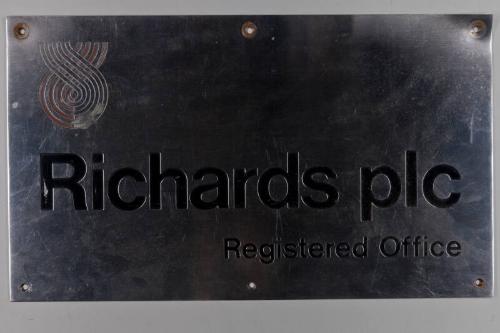 Richards plc
Registered Office